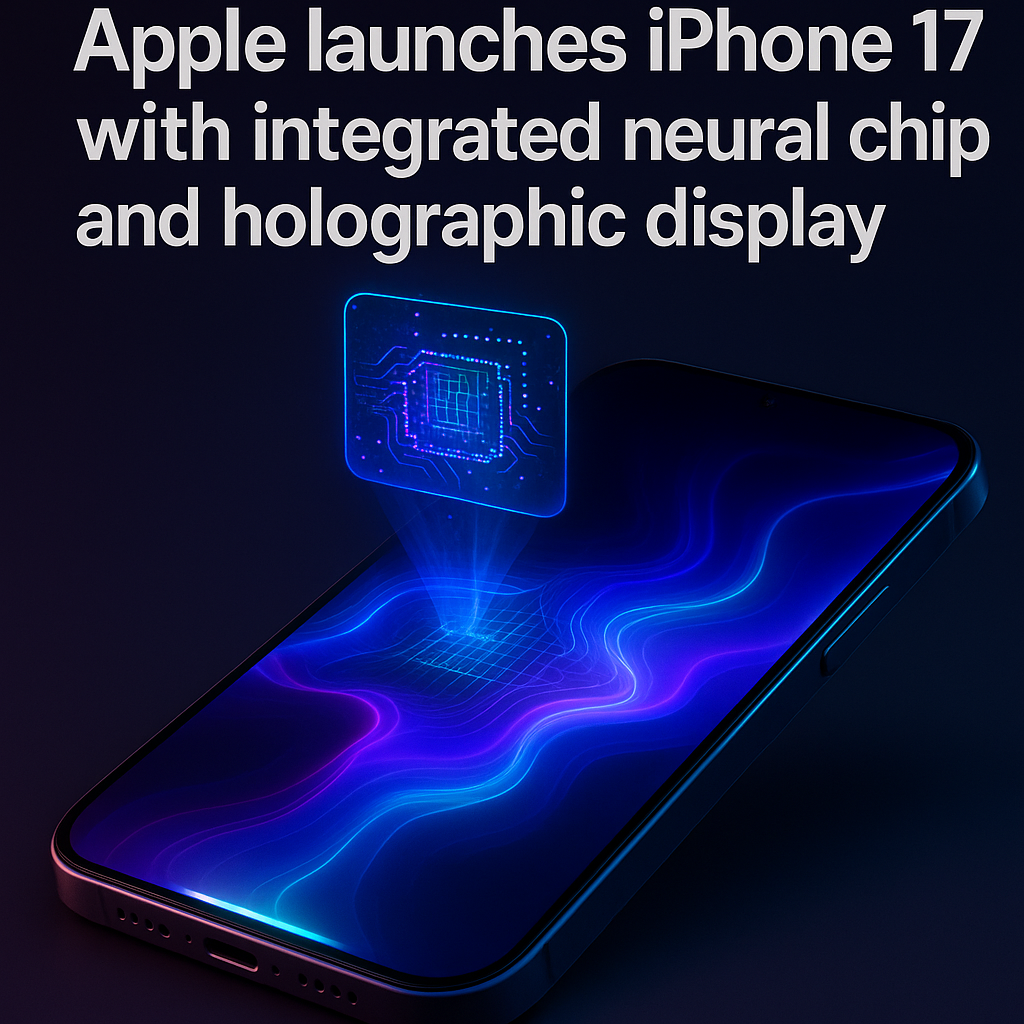 Apple launches iPhone 17
with integrated neural chip
and holographic display